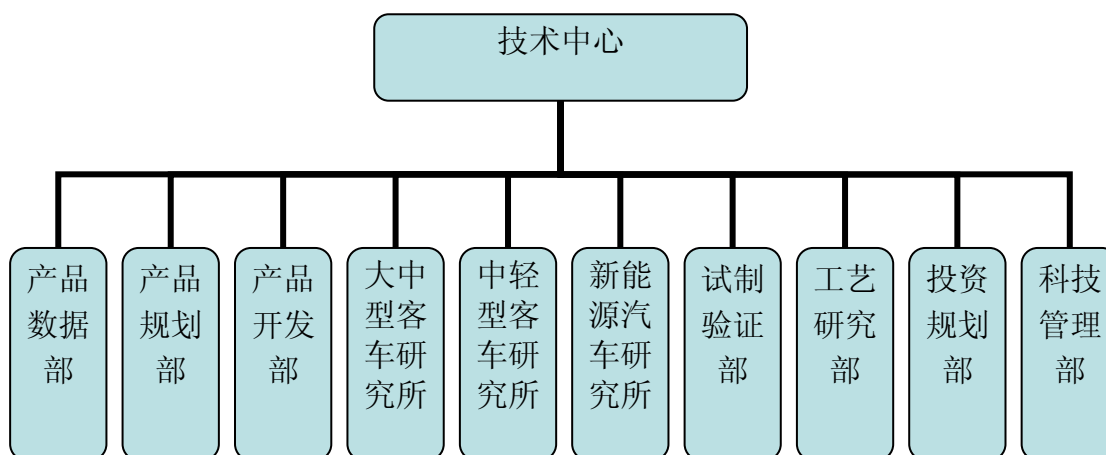 技术中心
产品
数据
部
产品
规划
部
产品
开发
部
大中
型客
车研
究所
中轻
型客
车研
究所
新能
源汽
车研
究所
试制
验证
部
工艺
研究
部
投资
规划
部
科技
管理
部